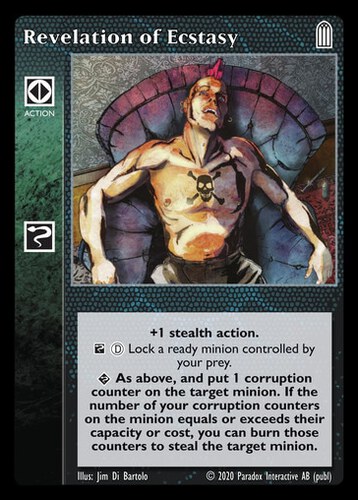 Revelation of Ecstasy
ACTION
+1 stealth action.
D Lock a ready minion controlled by
your prey.
As above, and put 1 corruption
counter on the target minion. If the
number of your corruption counters
on the minion equals or exceeds their
capacity or cost, you can burn those
counters to steal the target minion.
Illus: Jim Di Bartolo © 2020 Paradox Interactive AB (publ)